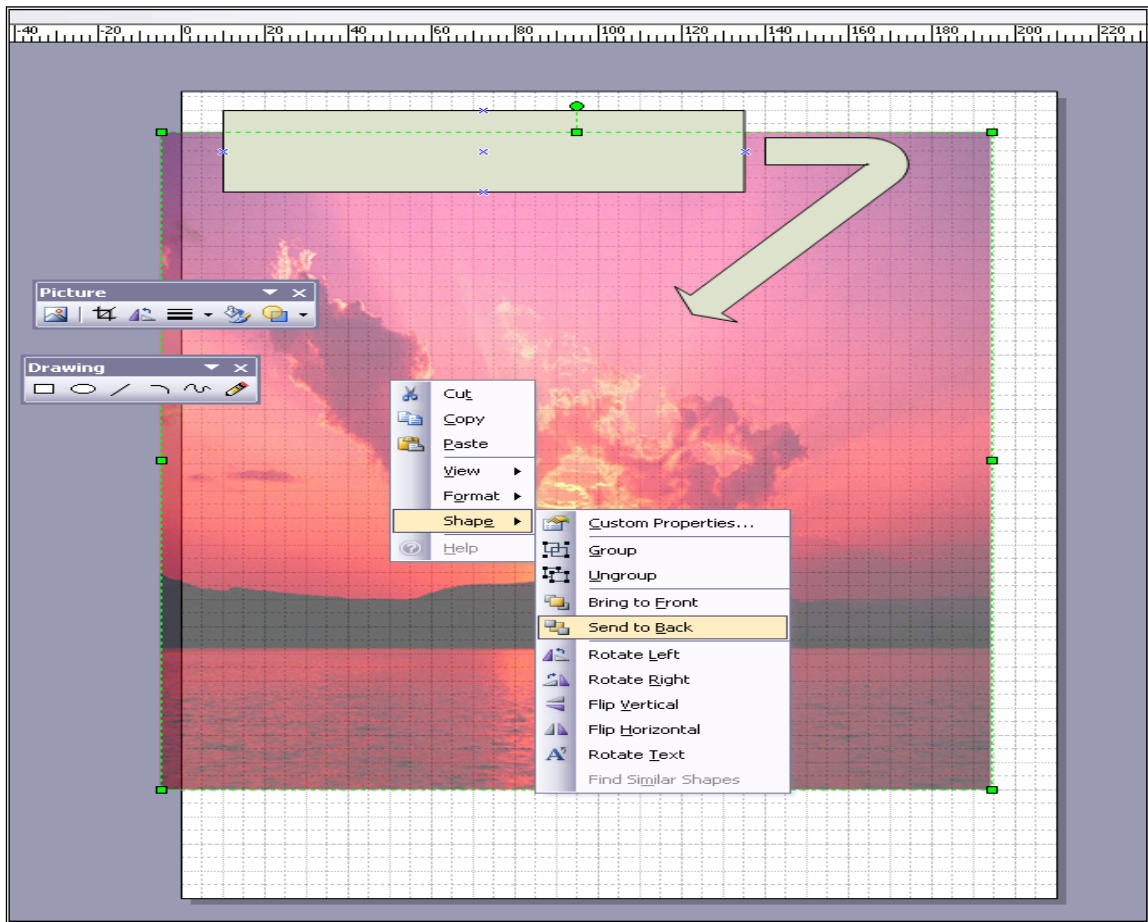 -40 -20 0 20 40 60 80 100 120 140 160 180 200 220
Picture
Drawing
Cut
Copy
Paste
View
Format
Shape
Help
Custom Properties...
Group
Ungroup
Bring to Front
Send to Back
Rotate Left
Rotate Right
Flip Vertical
Flip Horizontal
Rotate Text
Find Similar Shapes